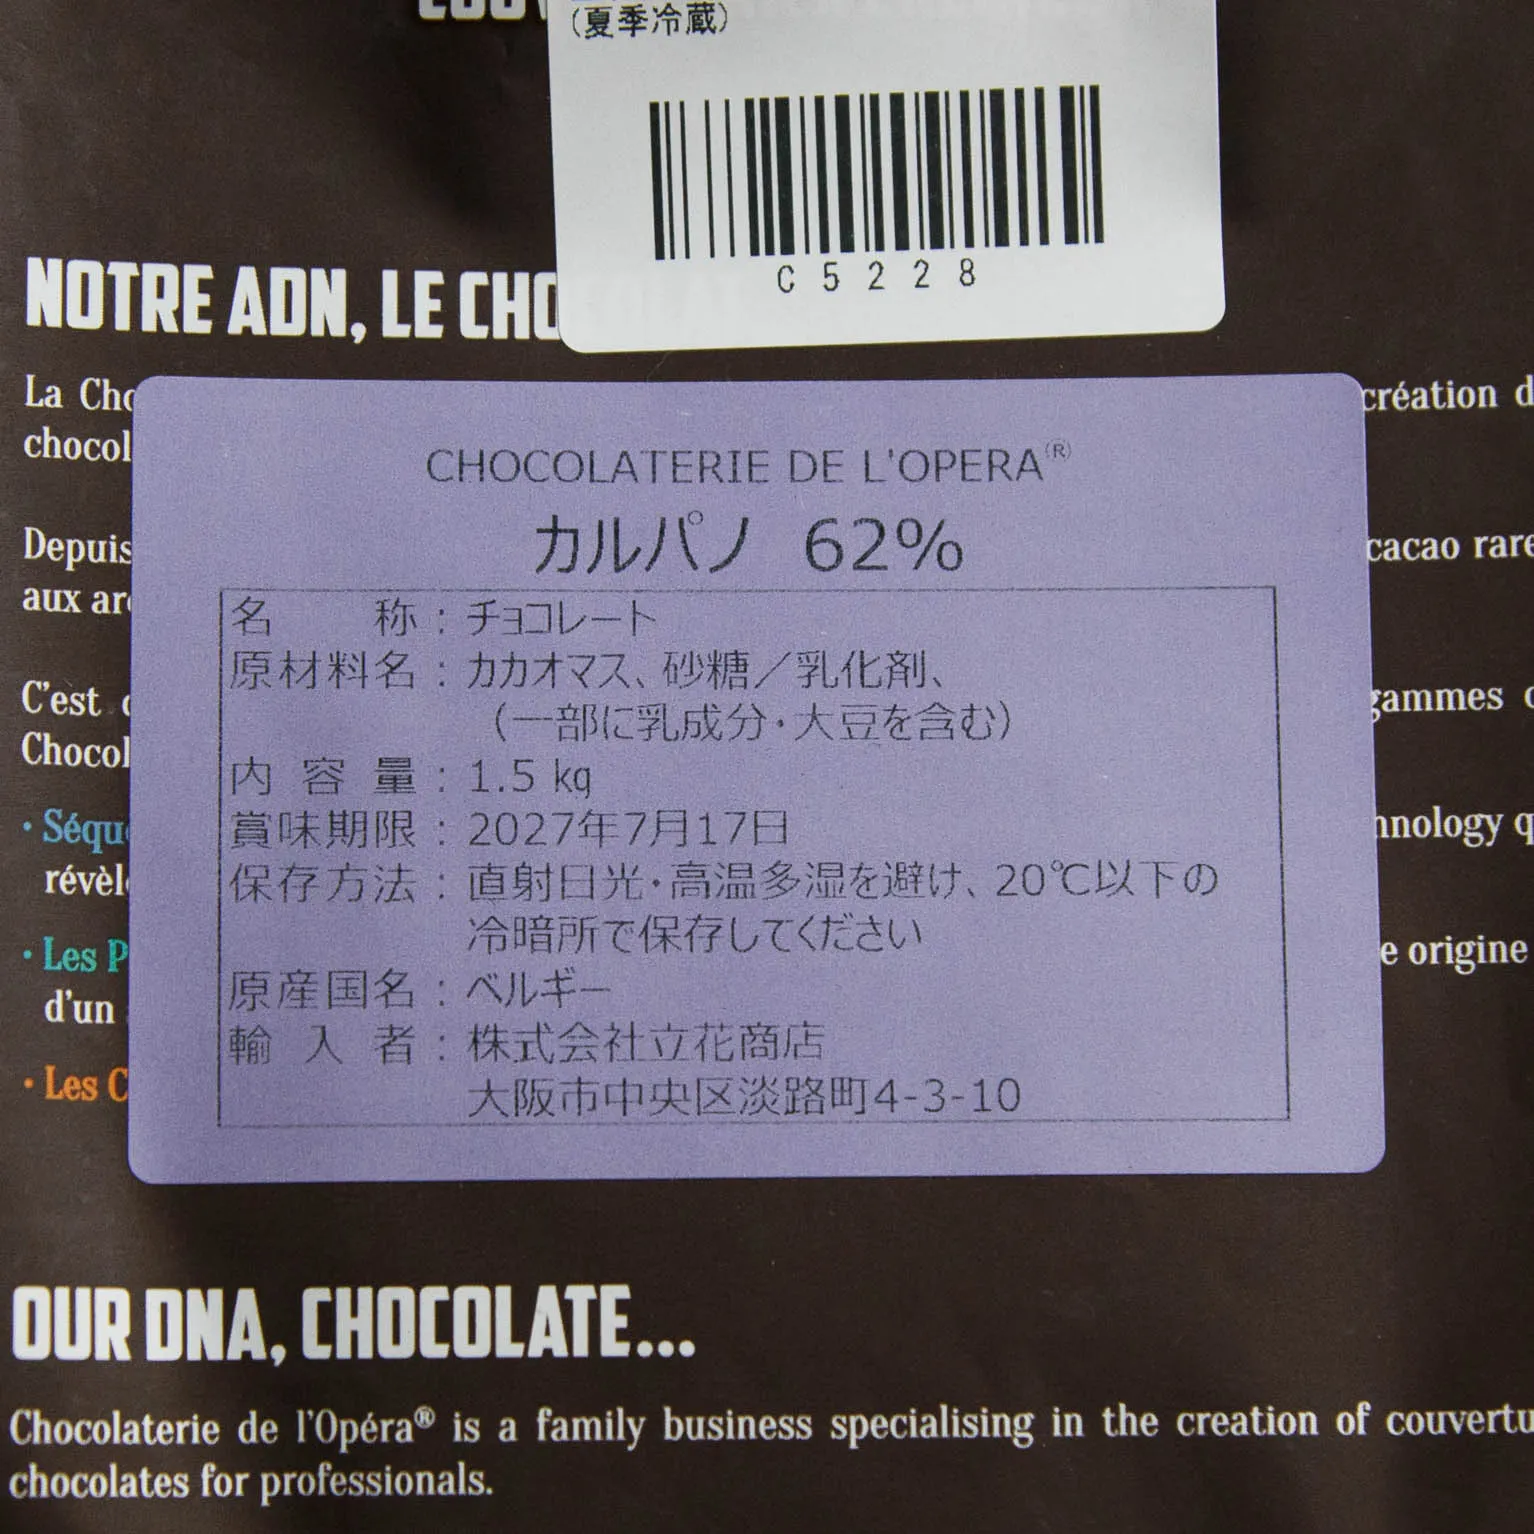 (夏季冷蔵)
C5228
NOTRE ADN, LE CHO
La Cho
création d
chocol
CHOCOLATERIE DE L'OPERA(R)
カルパノ 62%
Depuis
cacao rare
aux ar
名 称：チョコレート
原材料名：カカオマス、砂糖／乳化剤、
（一部に乳成分・大豆を含む）
C'est
gammes
Chocol
内 容 量：1.5 kg
賞味期限：2027年7月17日
・Séqu
nnology q
保存方法：直射日光・高温多湿を避け、20℃以下の
révèl
冷暗所で保存してください
・Les P
e origine
原産国名：ベルギー
d'un
輸 入 者：株式会社立花商店
・Les C
大阪市中央区淡路町4-3-10
OUR DNA, CHOCOLATE...
Chocolaterie de l'Opéra® is a family business specialising in the creation of couvertu
chocolates for professionals.